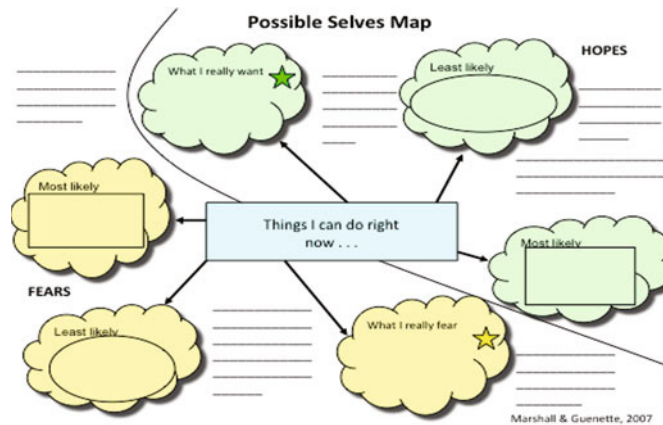 Possible Selves Map
HOPES
What I really want
Least likely
Most likely
Things I can do right
now . . .
Most likely
FEARS
Least likely
What I really fear
Marshall & Guenette, 2007